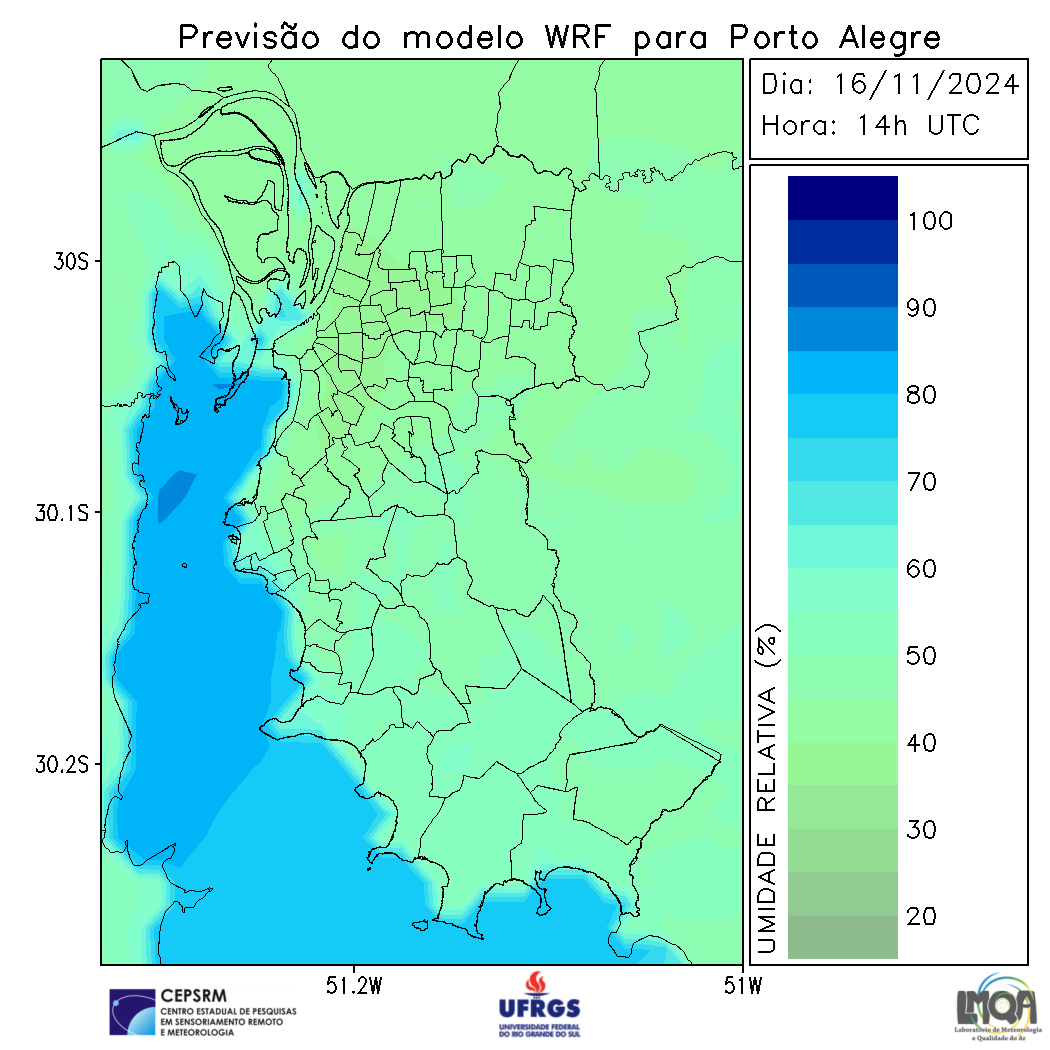 Previsão do modelo WRF para Porto Alegre
Dia: 16/11/2024
Hora: 14h UTC
100
90
80
70
60
50
40
30
20
UMIDADE RELATIVA (%)
30S
30.1S
30.2S
51.2W
51W
CEPSRM
CENTRO ESTADUAL DE PESQUISAS
EM SENSORIAMENTO REMOTO
E METEOROLOGIA
UFRGS
UNIVERSIDADE FEDERAL
DO RIO GRANDE DO SUL
LMQA
Laboratório de Meteorologia
e Qualidade do Ar